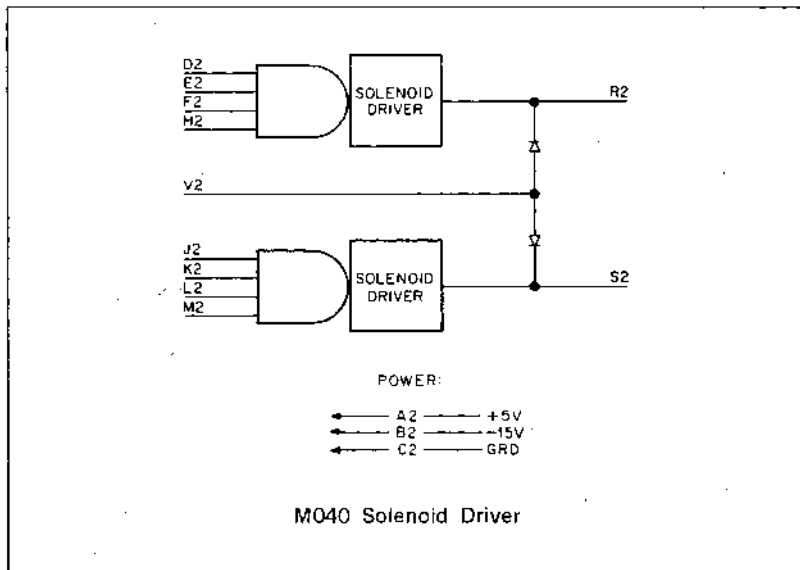 D2
E2
F2
H2
SOLENOID
DRIVER
R2
V2
J2
K2
L2
M2
SOLENOID
DRIVER
S2
POWER:
A2 +5V
B2 -15V
C2 GRD
M040 Solenoid Driver